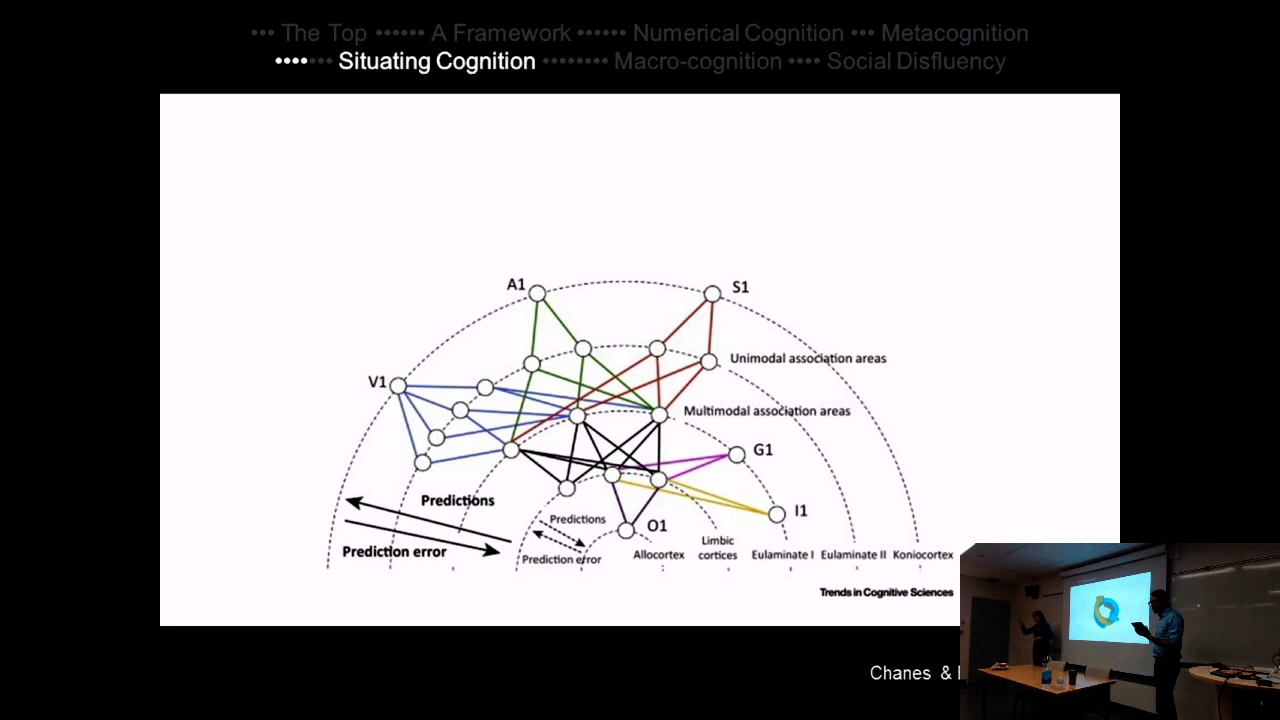 ••• The Top •••••• A Framework •••••• Numerical Cognition ••• Metacognition
••••••• Situating Cognition •••••••• Macro-cognition •••• Social Disfluency
A1
S1
Unimodal association areas
V1
Multimodal association areas
G1
Predictions
I1
Predictions
O1
Prediction error
Prediction error
Allocortex
Limbic
cortices
Eulaminate I
Eulaminate II
Koniocortex
Trends in Cognitive Sciences
Chanes &